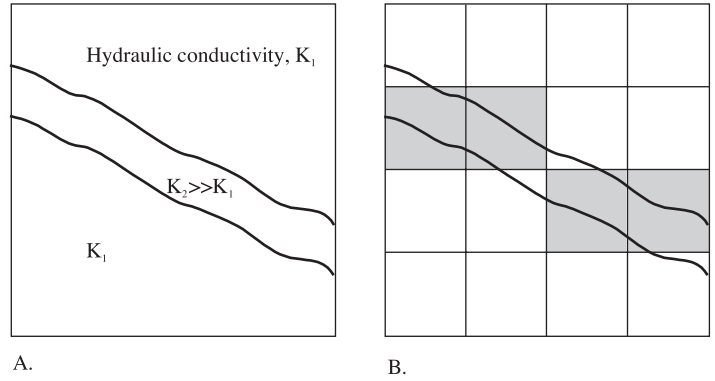 Hydraulic conductivity, K₁
K₂>>K₁
K₁
A.
B.